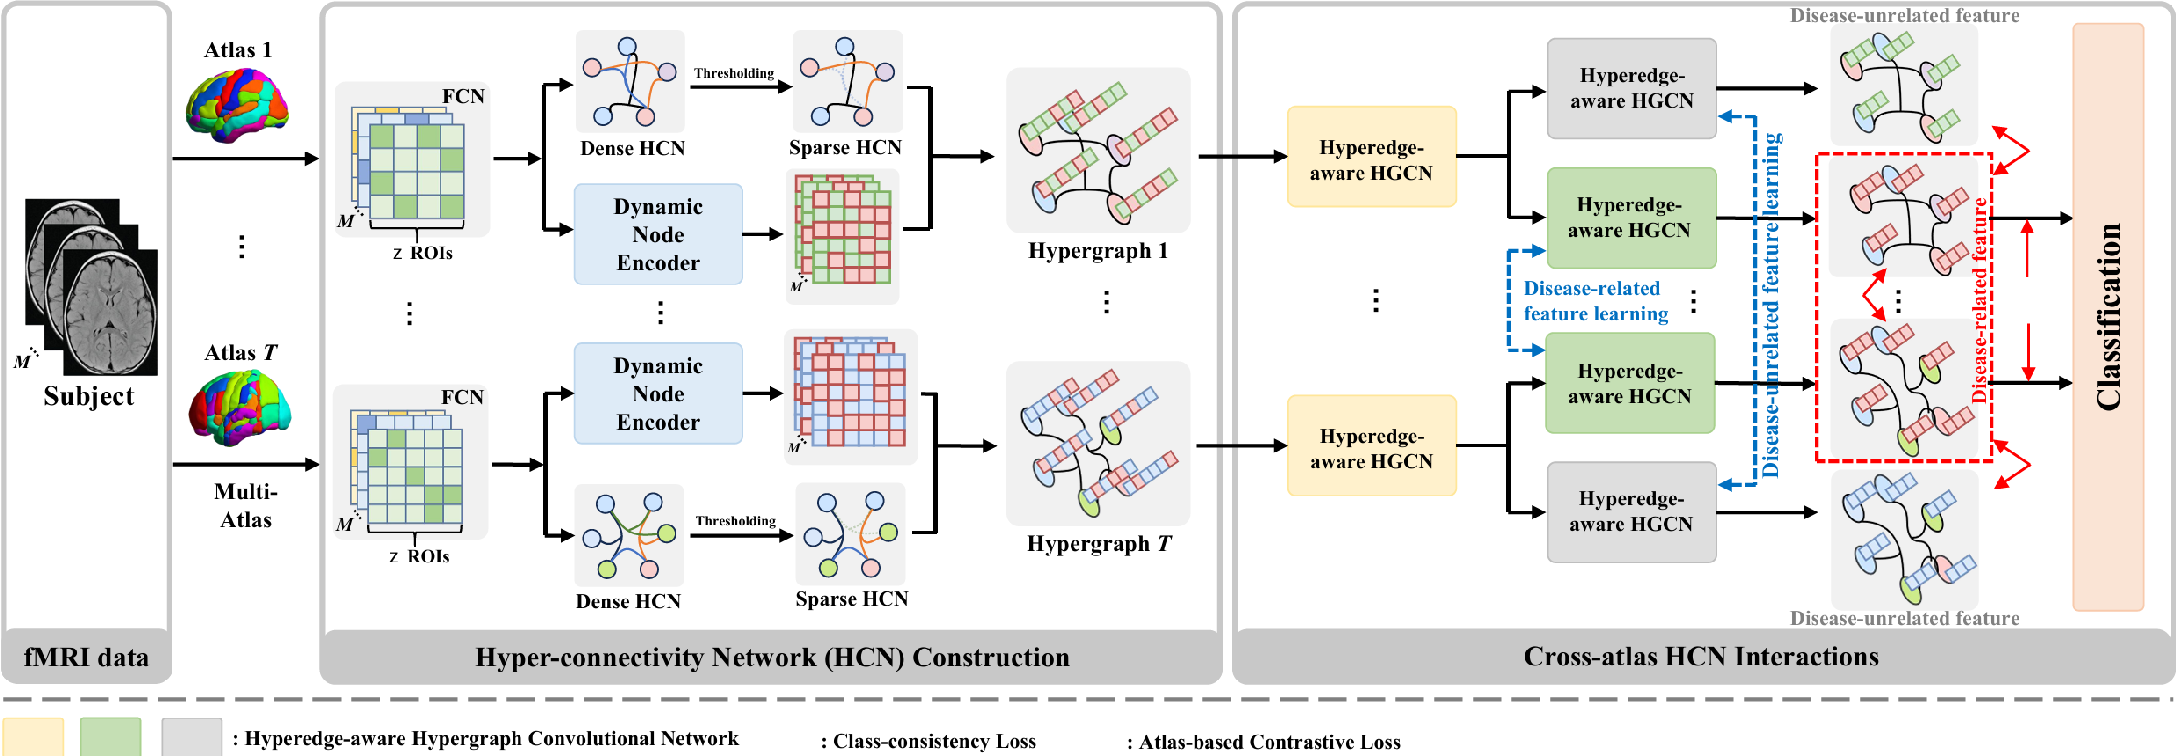 Atlas 1
Atlas T
Multi-
Atlas
M
Subject
fMRI data
FCN
M
z ROIs
FCN
M
z ROIs
Dense HCN
Thresholding
Sparse HCN
Dynamic
Node
Encoder
M
Dynamic
Node
Encoder
M
Dense HCN
Thresholding
Sparse HCN
Hypergraph 1
Hypergraph T
Hyper-connectivity Network (HCN) Construction
Hyperedge-
aware HGCN
Hyperedge-
aware HGCN
Hyperedge-
aware HGCN
Hyperedge-
aware HGCN
Disease-related
feature learning
Hyperedge-
aware HGCN
Hyperedge-
aware HGCN
Disease-unrelated feature learning
Disease-unrelated feature
Disease-related feature
Disease-unrelated feature
Classification
Cross-atlas HCN Interactions
: Hyperedge-aware Hypergraph Convolutional Network
: Class-consistency Loss
: Atlas-based Contrastive Loss